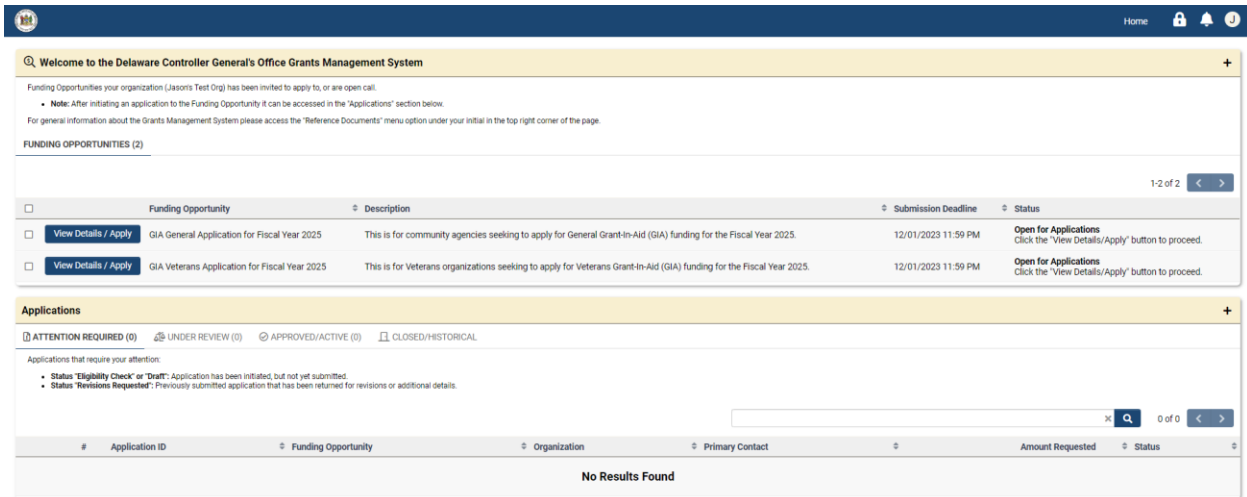 Home J
Welcome to the Delaware Controller General's Office Grants Management System +
Funding Opportunities your organization (Jason's Test Org) has been invited to apply to, or are open call.
• Note: After initiating an application to the Funding Opportunity it can be accessed in the "Applications" section below.
For general information about the Grants Management System please access the "Reference Documents" menu option under your initial in the top right corner of the page.
FUNDING OPPORTUNITIES (2)
1-2 of 2 < >
Funding Opportunity Description Submission Deadline Status
View Details / Apply GIA General Application for Fiscal Year 2025 This is for community agencies seeking to apply for General Grant-In-Aid (GIA) funding for the Fiscal Year 2025. 12/01/2023 11:59 PM Open for Applications
Click the "View Details/Apply" button to proceed.
View Details / Apply GIA Veterans Application for Fiscal Year 2025 This is for Veterans organizations seeking to apply for Veterans Grant-In-Aid (GIA) funding for the Fiscal Year 2025. 12/01/2023 11:59 PM Open for Applications
Click the "View Details/Apply" button to proceed.
Applications +
ATTENTION REQUIRED (0) UNDER REVIEW (0) APPROVED/ACTIVE (0) CLOSED/HISTORICAL
Applications that require your attention:
• Status "Eligibility Check" or "Draft": Application has been initiated, but not yet submitted.
• Status "Revisions Requested": Previously submitted application that has been returned for revisions or additional details.
× 0 of 0 < >
# Application ID Funding Opportunity Organization Primary Contact Amount Requested Status
No Results Found